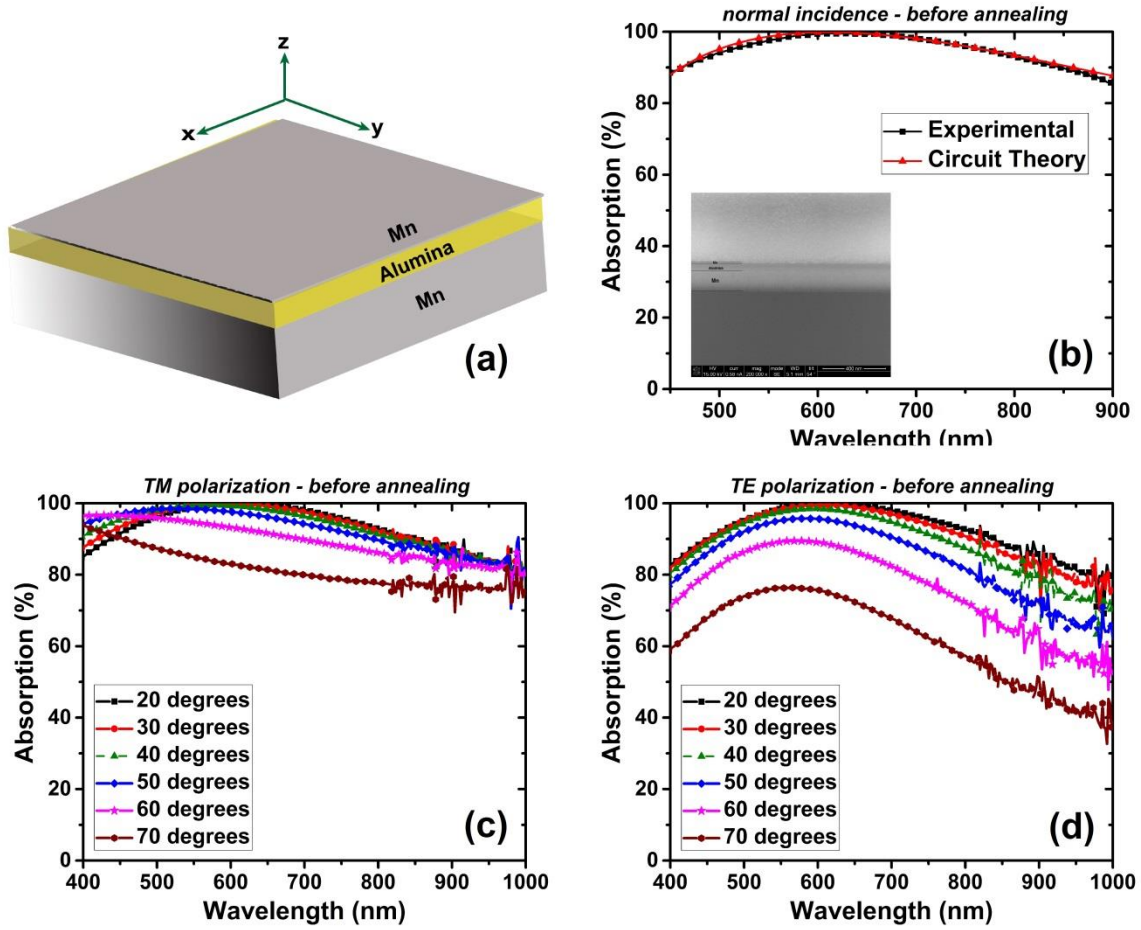 z
x
y
Mn
Alumina
Mn
(a)
normal incidence - before annealing
Absorption (%)
100
80
60
40
20
0
Experimental
Circuit Theory
Mn
(b)
500 600 700 800 900
Wavelength (nm)
TM polarization - before annealing
Absorption (%)
100
80
60
40
20
0
20 degrees
30 degrees
40 degrees
50 degrees
60 degrees
70 degrees
(c)
400 500 600 700 800 900 1000
Wavelength (nm)
TE polarization - before annealing
Absorption (%)
100
80
60
40
20
0
20 degrees
30 degrees
40 degrees
50 degrees
60 degrees
70 degrees
(d)
400 500 600 700 800 900 1000
Wavelength (nm)